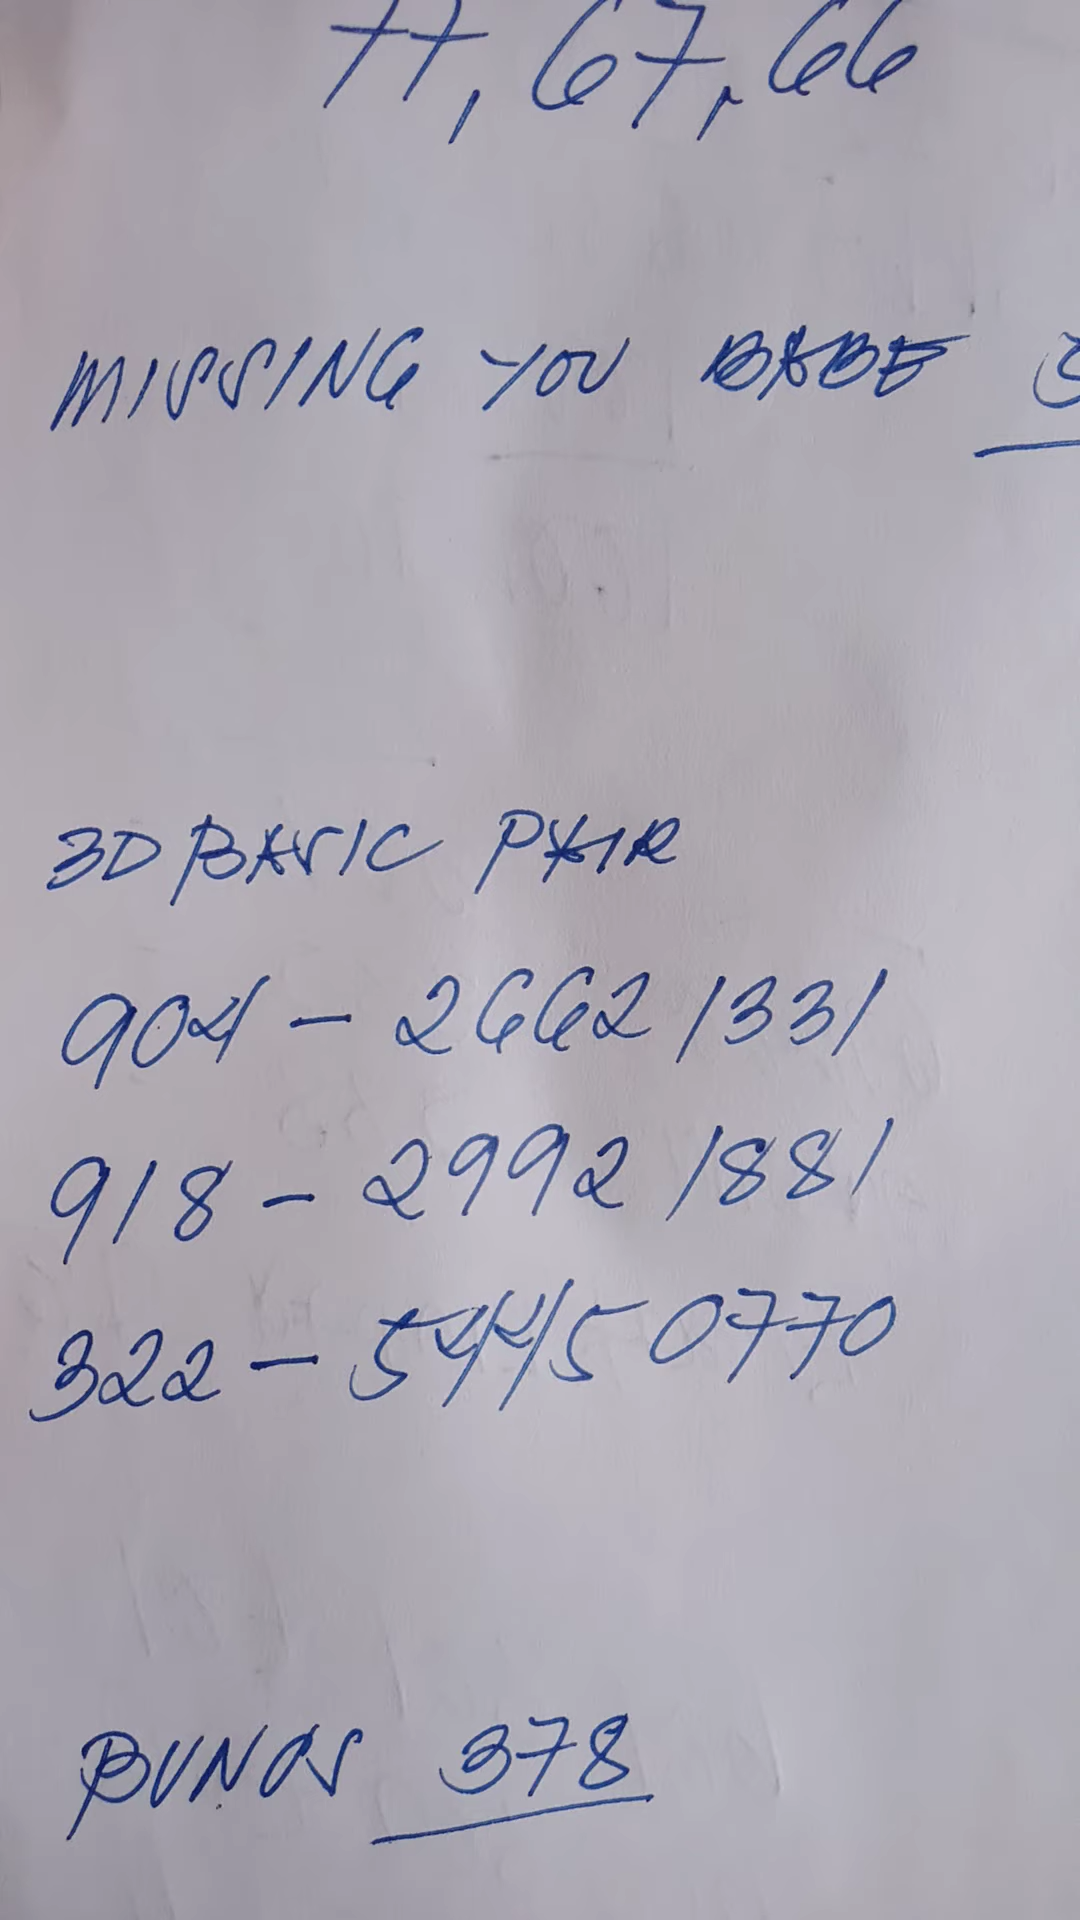 77, 67, 66
MISSING YOU BABE
3D BASIC PAIR
904 - 2662 1331
918 - 2992 1881
322 - 5445 0770
BUNOS 378